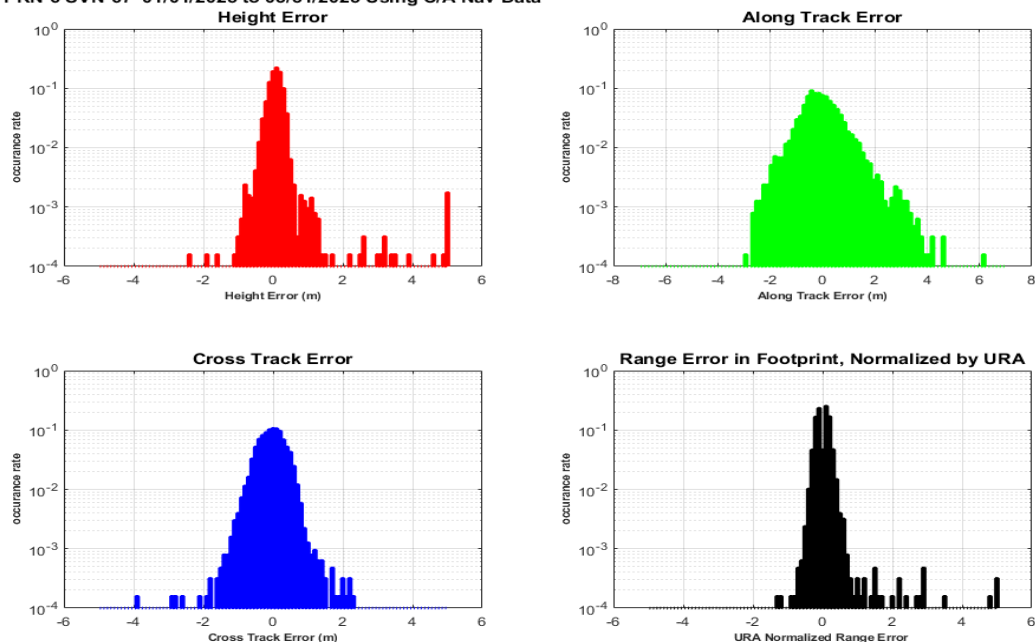 Height Error
10^0
10^-1
10^-2
10^-3
10^-4
occurance rate
-6 -4 -2 0 2 4 6
Height Error (m)
Along Track Error
10^0
10^-1
10^-2
10^-3
10^-4
occurance rate
-8 -6 -4 -2 0 2 4 6 8
Along Track Error (m)
Cross Track Error
10^0
10^-1
10^-2
10^-3
10^-4
occurance rate
-6 -4 -2 0 2 4 6
Cross Track Error (m)
Range Error in Footprint, Normalized by URA
10^0
10^-1
10^-2
10^-3
10^-4
occurance rate
-6 -4 -2 0 2 4 6
URA Normalized Range Error